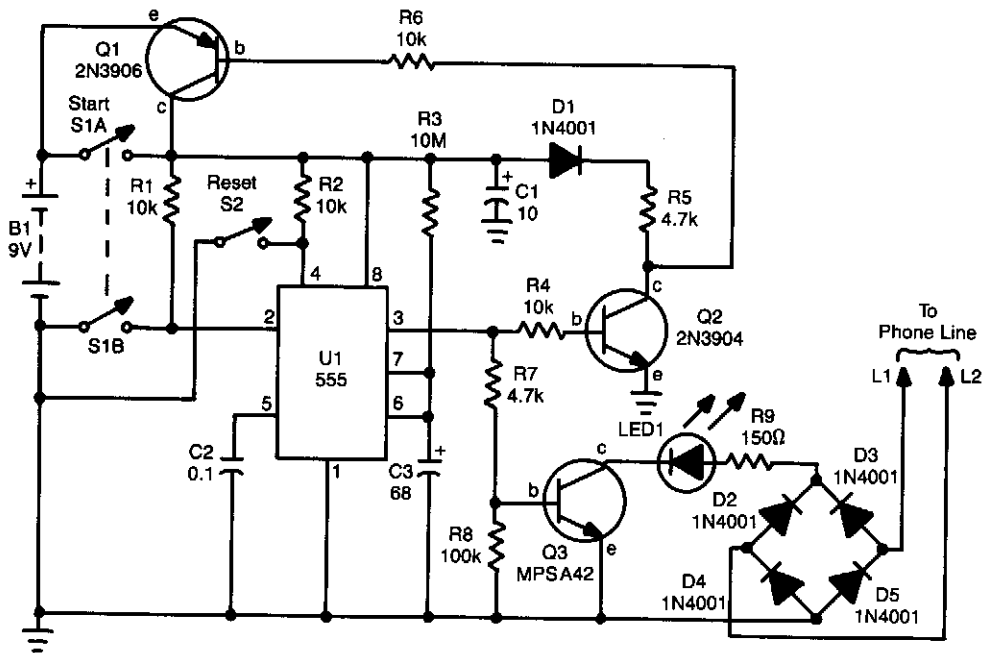 e
Q1
2N3906
b
c
R6
10k
Start
S1A
R3
10M
D1
1N4001
+
B1
9V
R1
10k
Reset
S2
R2
10k
+
C1
10
R5
4.7k
4
8
c
S1B
2
U1
555
3
7
6
5
1
R4
10k
b
Q2
2N3904
e
To
Phone Line
L1
L2
R7
4.7k
LED1
R9
150Ω
C2
0.1
C3
68
+
c
b
e
D3
1N4001
D2
1N4001
R8
100k
Q3
MPSA42
D4
1N4001
D5
1N4001